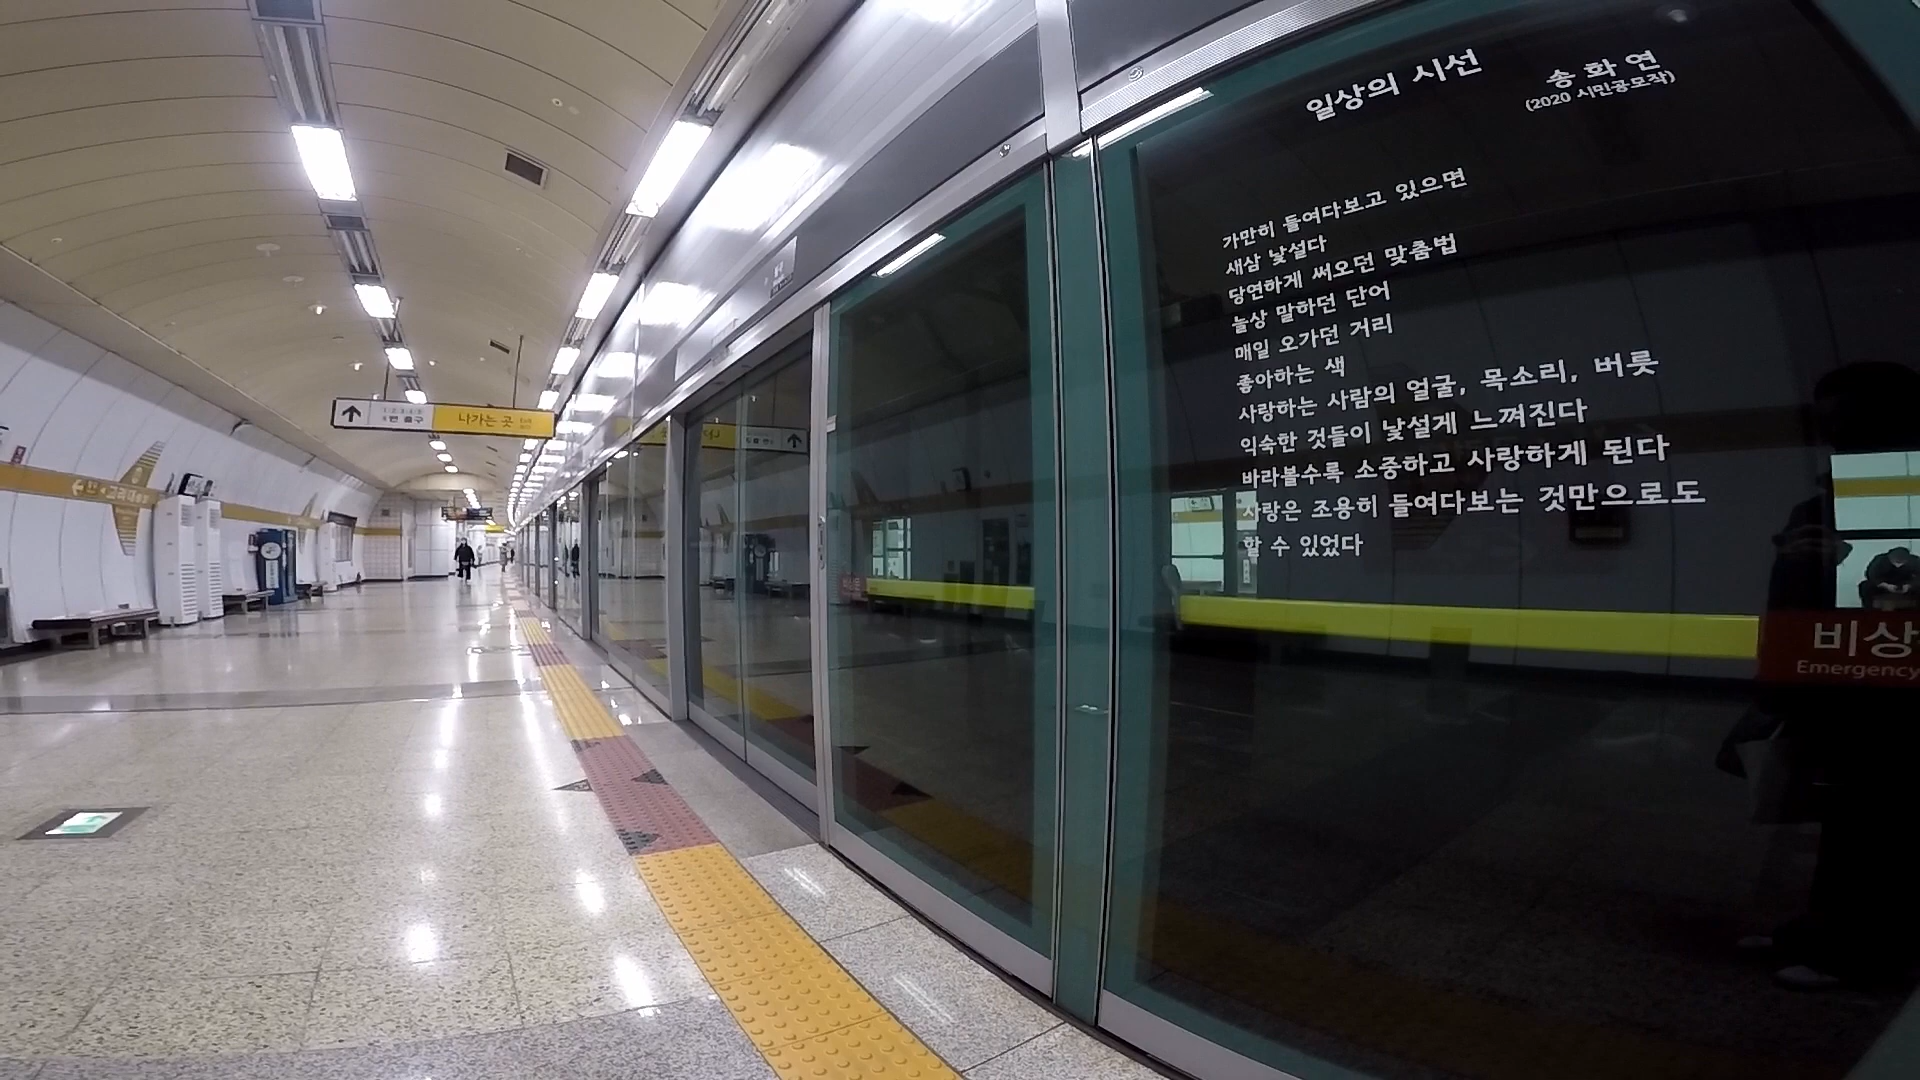 일상의 시선
송화연
(2020 시민공모작)
가만히 들여다보고 있으면
새삼 낯설다
당연하게 써오던 맞춤법
늘상 말하던 단어
매일 오가던 거리
좋아하는 색
사랑하는 사람의 얼굴, 목소리, 버릇
익숙한 것들이 낯설게 느껴진다
바라볼수록 소중하고 사랑하게 된다
사랑은 조용히 들여다보는 것만으로도
할 수 있었다
비상
Emergency
번 출구
나가는 곳